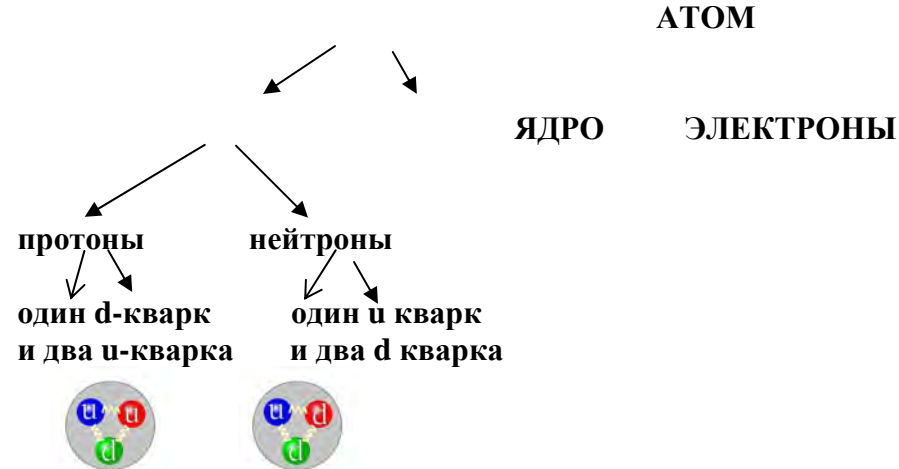 АТОМ
ЯДРО ЭЛЕКТРОНЫ
протоны нейтроны
один d-кварк один u кварк
и два u-кварка и два d кварка
u u u d
d d